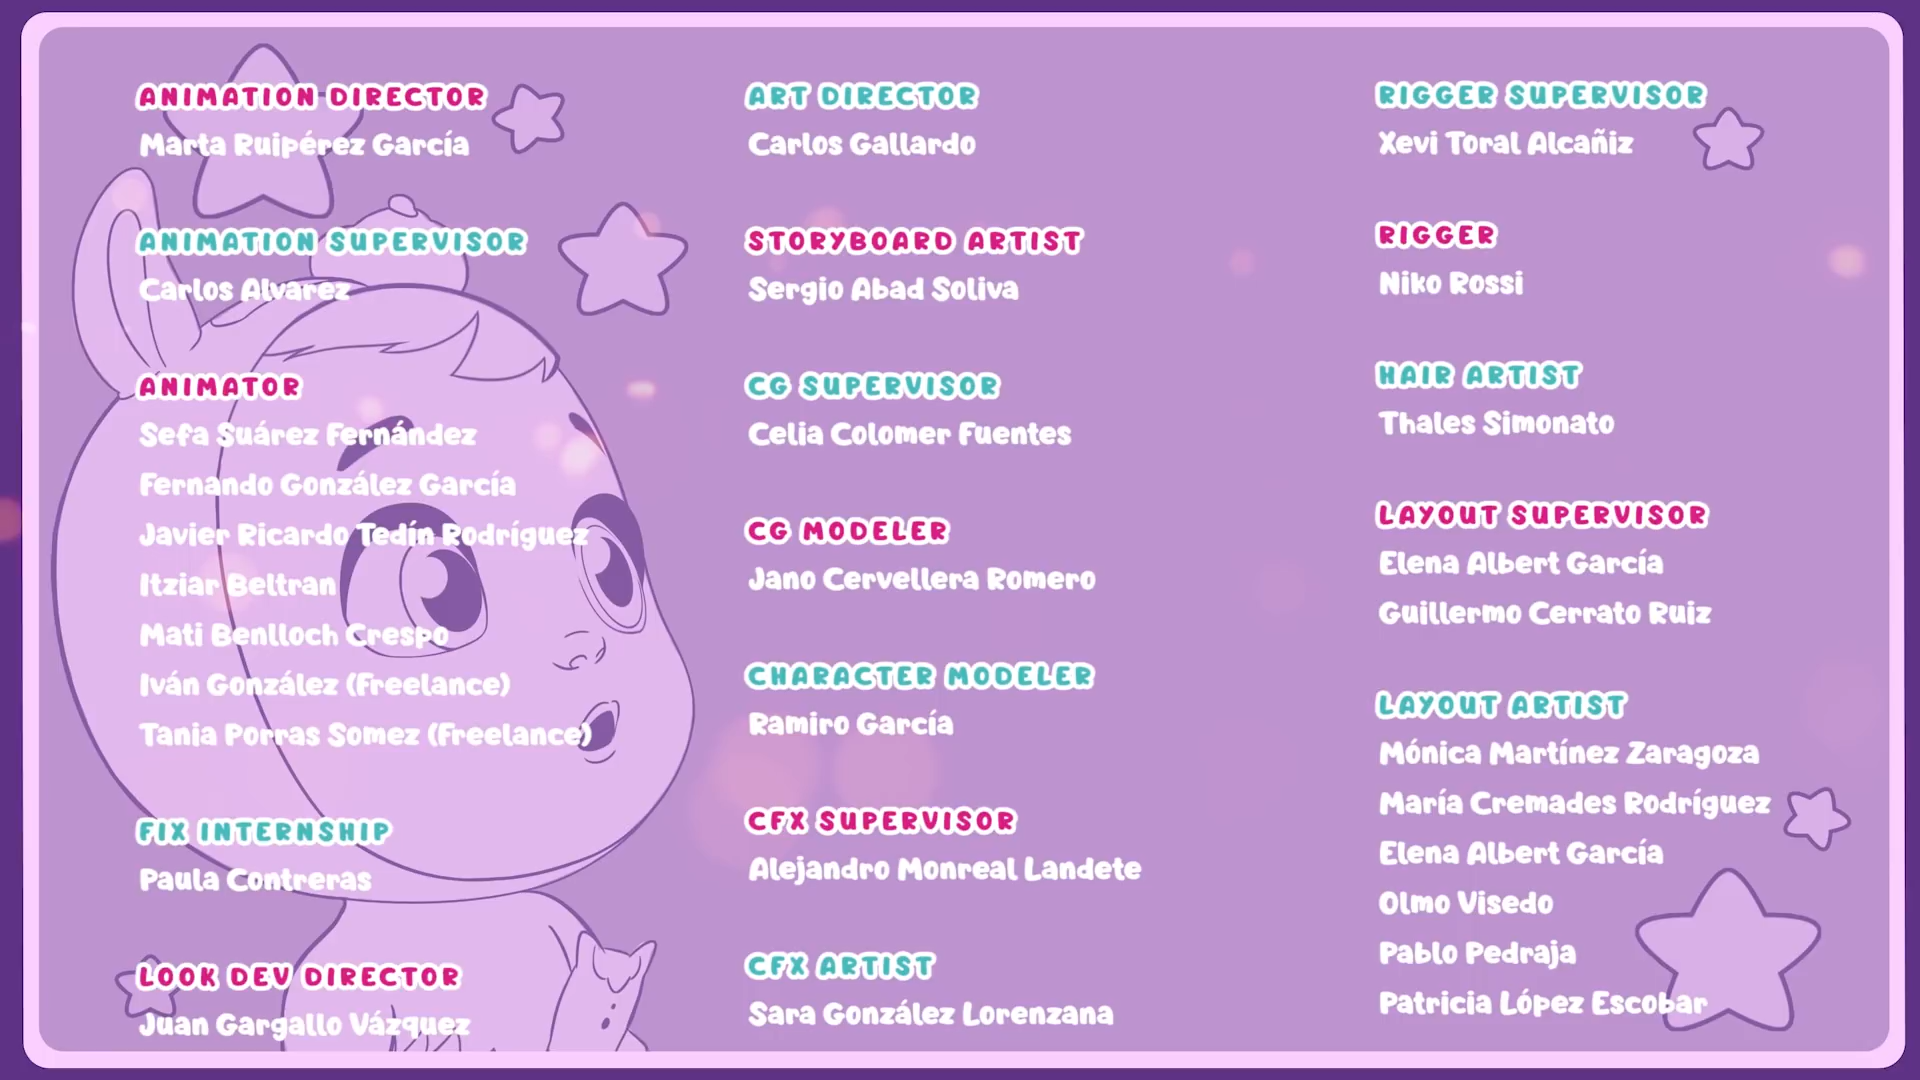 ANIMATION DIRECTOR
Marta Ruipérez García
ANIMATION SUPERVISOR
Carlos Alvarez
ANIMATOR
Sefa Suárez Fernández
Fernando González García
Javier Ricardo Tedín Rodríguez
Itziar Beltran
Mati Benlloch Crespo
Iván González (Freelance)
Tania Porras Somez (Freelance)
FIX INTERNSHIP
Paula Contreras
LOOK DEV DIRECTOR
Juan Gargallo Vázquez
ART DIRECTOR
Carlos Gallardo
STORYBOARD ARTIST
Sergio Abad Soliva
CG SUPERVISOR
Celia Colomer Fuentes
CG MODELER
Jano Cervellera Romero
CHARACTER MODELER
Ramiro García
CFX SUPERVISOR
Alejandro Monreal Landete
CFX ARTIST
Sara González Lorenzana
RIGGER SUPERVISOR
Xevi Toral Alcañiz
RIGGER
Niko Rossi
HAIR ARTIST
Thales Simonato
LAYOUT SUPERVISOR
Elena Albert García
Guillermo Cerrato Ruiz
LAYOUT ARTIST
Mónica Martínez Zaragoza
María Cremades Rodríguez
Elena Albert García
Olmo Visedo
Pablo Pedraja
Patricia López Escobar